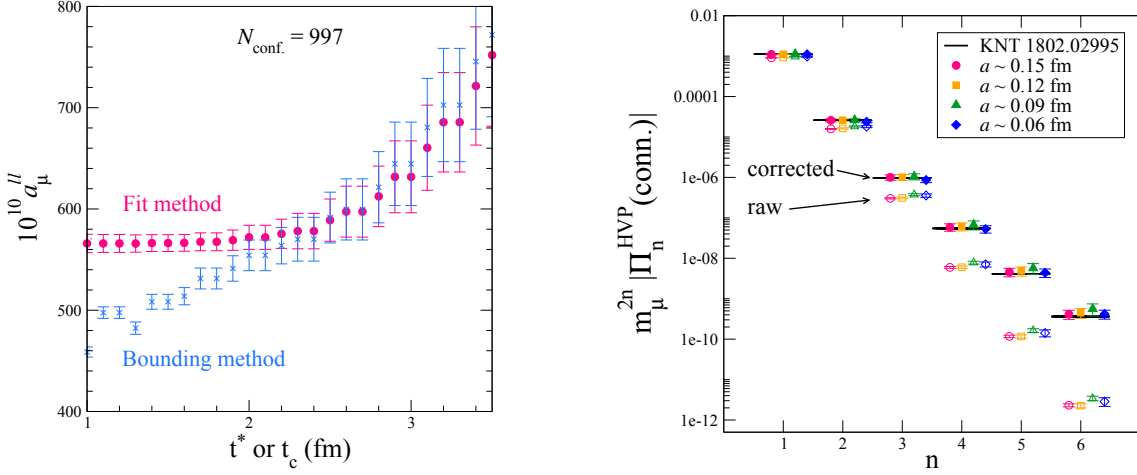 800
700
600
500
400
1
2
3
10^{10} a_μ^{ll}
t^* or t_c (fm)
N_{conf.} = 997
Fit method
Bounding method
0.01
0.0001
1e-06
1e-08
1e-10
1e-12
1
2
3
4
5
6
m_μ^{2n} |Π_n^{HVP}(conn.)|
n
KNT 1802.02995
a ~ 0.15 fm
a ~ 0.12 fm
a ~ 0.09 fm
a ~ 0.06 fm
corrected
raw